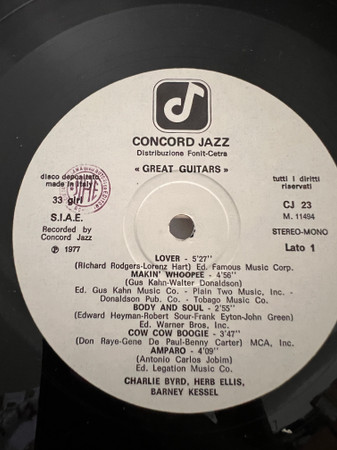 CONCORD JAZZ
Distribuzione Fonit-Cetra
« GREAT GUITARS »
disco depositato
made in Italy
33 giri
S.I.A.E.
Recorded by
Concord Jazz
℗ 1977
tutti i diritti
riservati
CJ 23
M. 11494
STEREO-MONO
Lato 1
LOVER - 5'27''
(Richard Rodgers-Lorenz Hart) Ed. Famous Music Corp.
MAKIN' WHOOPEE - 4'56''
(Gus Kahn-Walter Donaldson)
Ed. Gus Kahn Music Co. - Plain Two Music, Inc. -
Donaldson Pub. Co. - Tobago Music Co.
BODY AND SOUL - 2'55''
(Edward Heyman-Robert Sour-Frank Eyton-John Green)
Ed. Warner Bros, Inc.
COW COW BOOGIE - 3'47''
(Don Raye-Gene De Paul-Benny Carter) MCA, Inc.
AMPARO - 4'09''
(Antonio Carlos Jobim)
Ed. Legation Music Co.
CHARLIE BYRD, HERB ELLIS,
BARNEY KESSEL